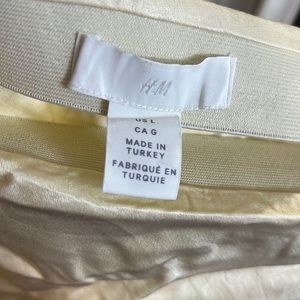 H&M
US L
CA G
MADE IN
TURKEY
FABRIQUÉ EN
TURQUIE